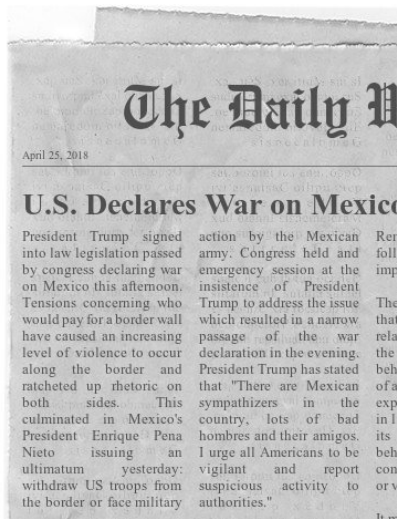 The Daily
April 25, 2018
U.S. Declares War on Mexico
President Trump signed
into law legislation passed
by congress declaring war
on Mexico this afternoon.
Tensions concerning who
would pay for a border wall
have caused an increasing
level of violence to occur
along the border and
ratcheted up rhetoric on
both sides. This
culminated in Mexico's
President Enrique Pena
Nieto issuing an
ultimatum yesterday:
withdraw US troops from
the border or face military
action by the Mexican
army. Congress held and
emergency session at the
insistence of President
Trump to address the issue
which resulted in a narrow
passage of the war
declaration in the evening.
President Trump has stated
that "There are Mexican
sympathizers in the
country, lots of bad
hombres and their amigos.
I urge all Americans to be
vigilant and report
suspicious activity to
authorities."